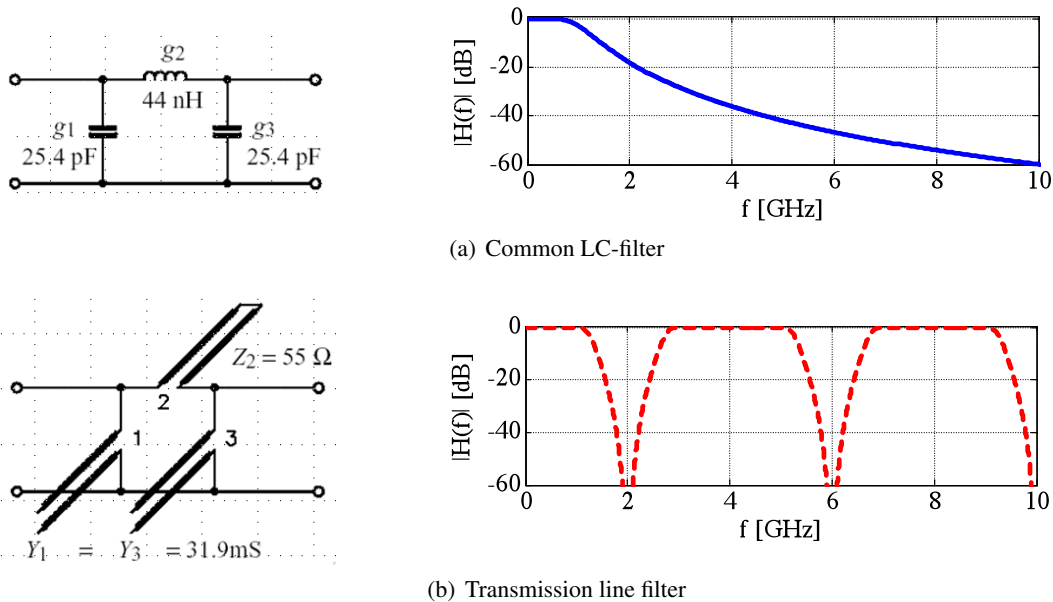 g2
44 nH
g1
g3
25.4 pF
25.4 pF
|H(f)| [dB]
0
-20
-40
-60
0
2
4
6
8
10
f [GHz]
(a) Common LC-filter
Z2 = 55 Ω
2
1
3
Y1 = Y3 = 31.9mS
|H(f)| [dB]
0
-20
-40
-60
0
2
4
6
8
10
f [GHz]
(b) Transmission line filter